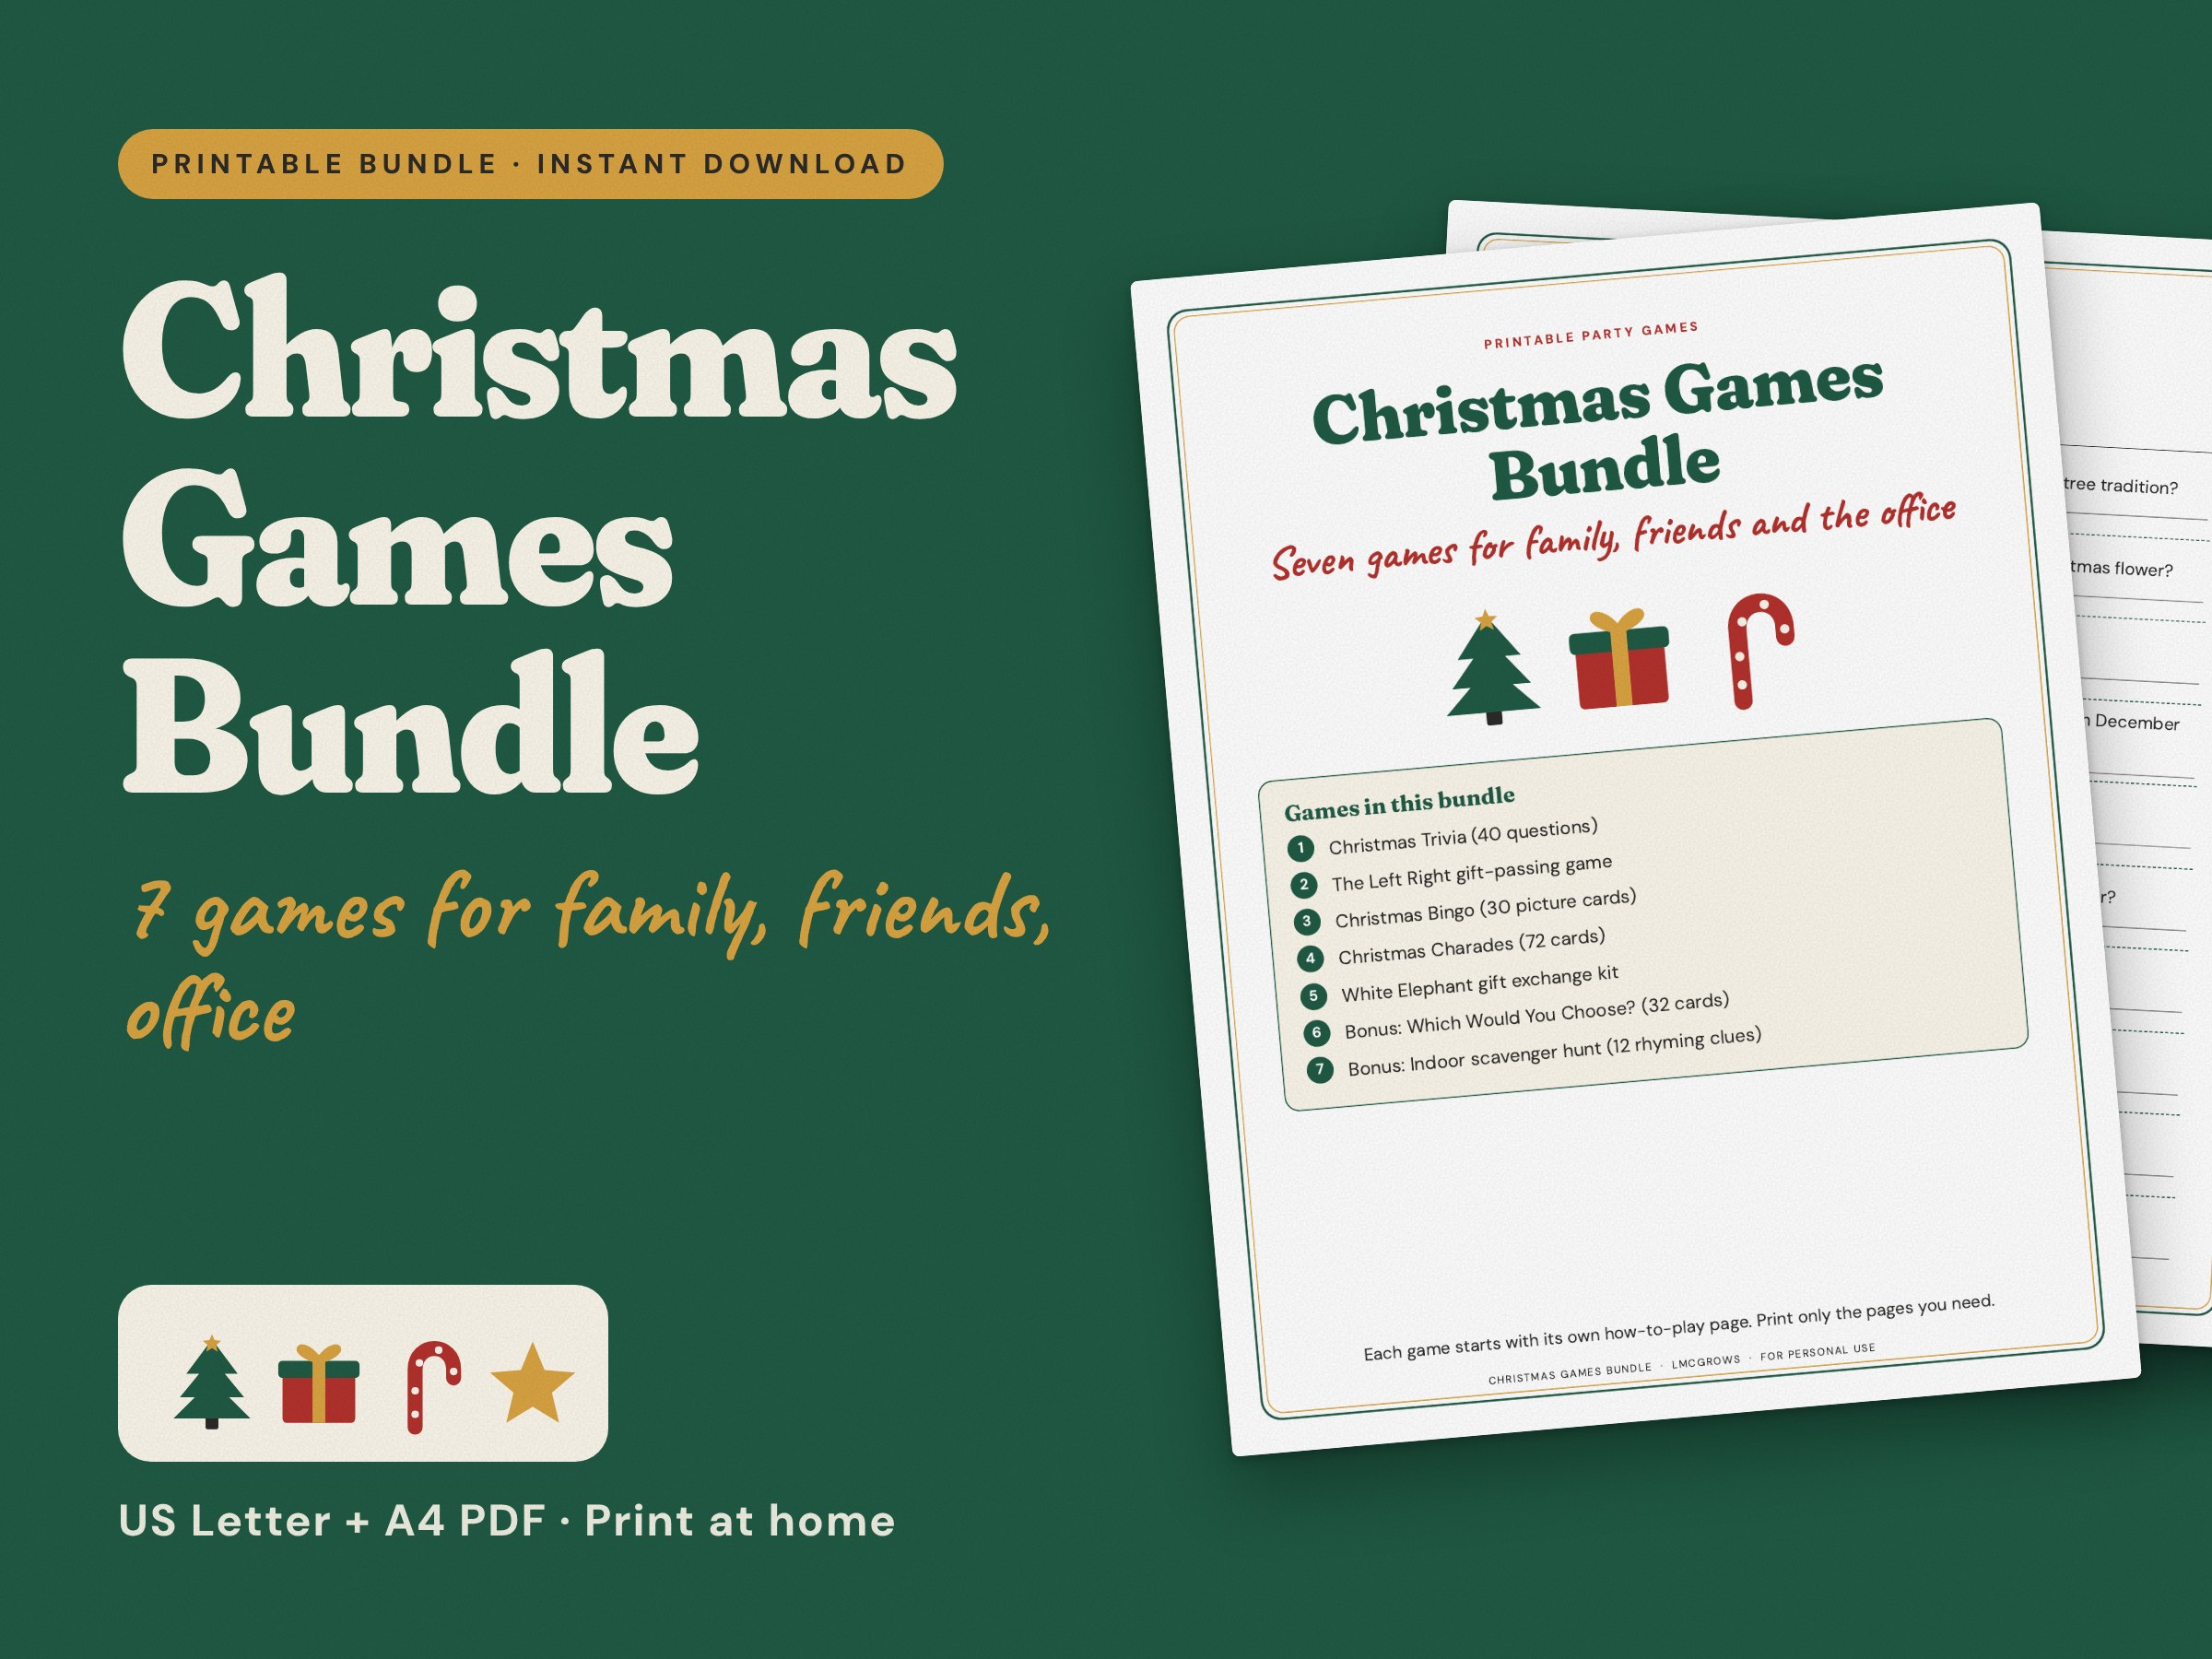 PRINTABLE BUNDLE · INSTANT DOWNLOAD
Christmas
Games
Bundle
7 games for family, friends,
office
US Letter + A4 PDF · Print at home
PRINTABLE PARTY GAMES
Christmas Games
Bundle
Seven games for family, friends and the office
Games in this bundle
1 Christmas Trivia (40 questions)
2 The Left Right gift-passing game
3 Christmas Bingo (30 picture cards)
4 Christmas Charades (72 cards)
5 White Elephant gift exchange kit
6 Bonus: Which Would You Choose? (32 cards)
7 Bonus: Indoor scavenger hunt (12 rhyming clues)
Each game starts with its own how-to-play page. Print only the pages you need.
CHRISTMAS GAMES BUNDLE · LMCGROWS · FOR PERSONAL USE
tree tradition?
flower?
December